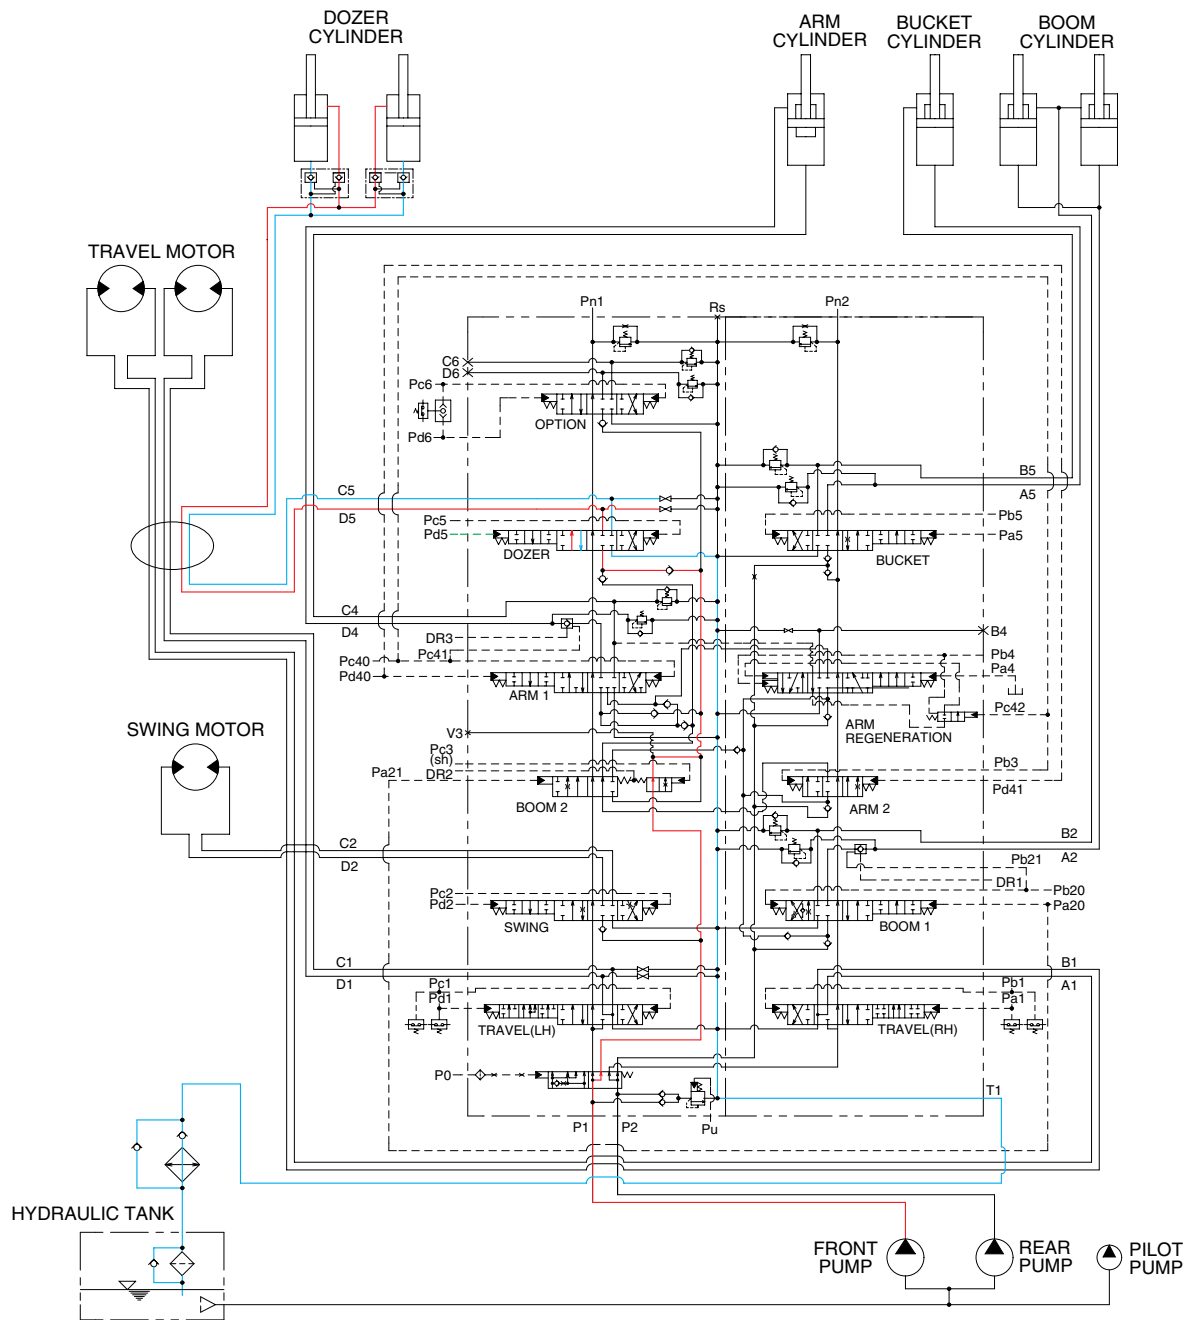 DOZER
CYLINDER
ARM
CYLINDER
BUCKET
CYLINDER
BOOM
CYLINDER
TRAVEL MOTOR
Pn1
Rs
Pn2
C6
D6
Pc6
Pd6
OPTION
B5
A5
C5
D5
Pc5
Pd5
DOZER
Pb5
Pa5
BUCKET
C4
D4
DR3
Pc40
Pc41
Pd40
ARM 1
B4
Pb4
Pa4
Pc42
ARM
REGENERATION
SWING MOTOR
V3
Pc3
(sh)
DR2
Pa21
BOOM 2
Pb3
Pd41
ARM 2
B2
A2
C2
D2
Pb21
DR1
Pb20
Pa20
Pc2
Pd2
SWING
BOOM 1
C1
D1
B1
A1
Pc1
Pd1
TRAVEL(LH)
Pb1
Pa1
TRAVEL(RH)
P0
T1
P1
P2
Pu
HYDRAULIC TANK
FRONT
PUMP
REAR
PUMP
PILOT
PUMP